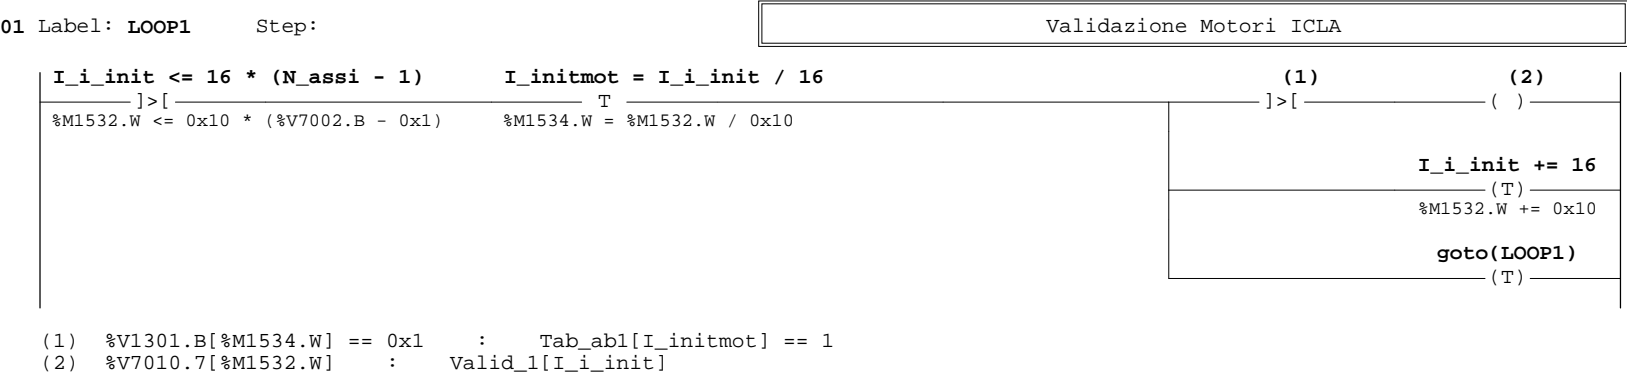 01 Label: LOOP1 Step: Validazione Motori ICLA
I_i_init <= 16 * (N_assi - 1) I_initmot = I_i_init / 16 (1) (2)
]>[ T ]>[ ( )
%M1532.W <= 0x10 * (%V7002.B - 0x1) %M1534.W = %M1532.W / 0x10
I_i_init += 16
(T)
%M1532.W += 0x10
goto(LOOP1)
(T)
(1) %V1301.B[%M1534.W] == 0x1 : Tab_ab1[I_initmot] == 1
(2) %V7010.7[%M1532.W] : Valid_1[I_i_init]